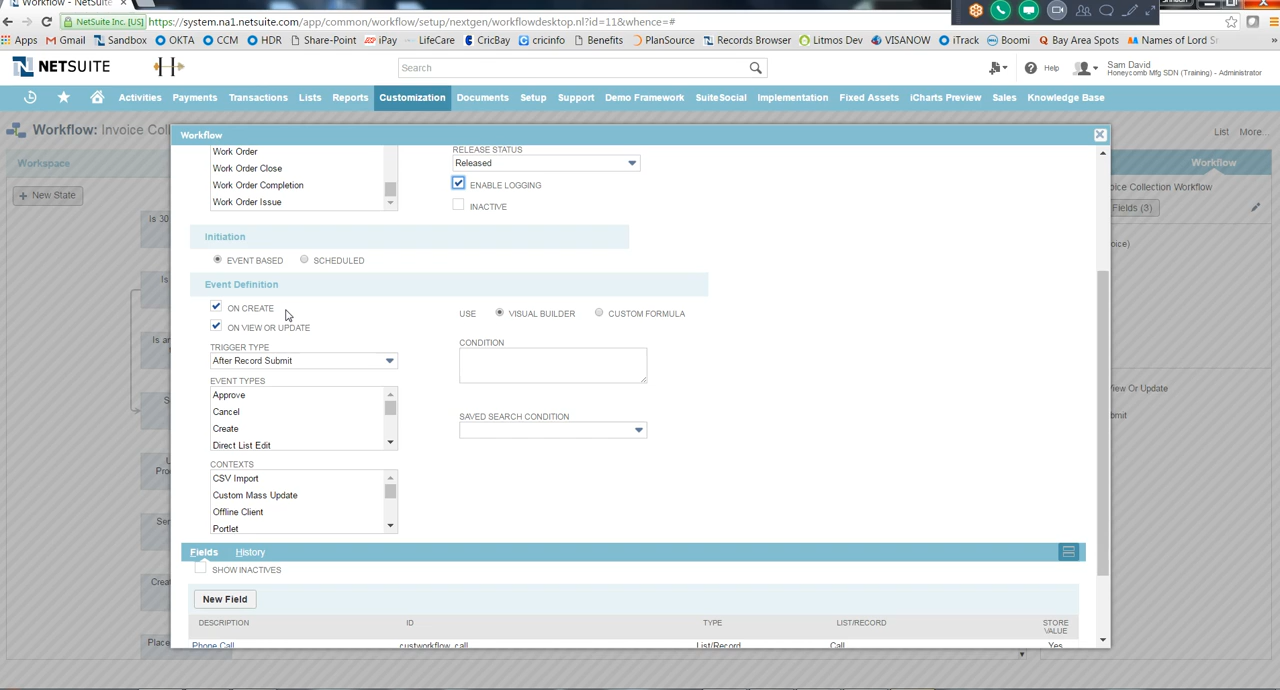 Workflow
NetSuite Inc. [US] https://system.na1.netsuite.com/app/common/workflow/setup/nextgen/workflowdesktop.nl?id=11&whence=#
Apps Gmail Sandbox OKTA CCM HDR Share-Point iPay LifeCare CricBay Cricinfo Benefits PlanSource Records Browser Litmos Dev VISANOW iTrack Boomi Bay Area Spots Names of Lord »
NETSUITE Search Help Sam David
Honeycomb Mfg SDN (Training) - Administrator
Activities Payments Transactions Lists Reports Customization Documents Setup Support Demo Framework SuiteSocial Implementation Fixed Assets iCharts Preview Sales Knowledge Base
Workflow: Invoice Coll List More...
Workflow
Workspace Workflow
+ New State
Is 30
Is
Is ar
S
U
Proc
Ser
Creat
Place
oice Collection Workflow
Fields (3)
oice)
View Or Update
bmit
Work Order
Work Order Close
Work Order Completion
Work Order Issue
RELEASE STATUS
Released
ENABLE LOGGING
INACTIVE
Initiation
EVENT BASED SCHEDULED
Event Definition
ON CREATE
ON VIEW OR UPDATE
USE VISUAL BUILDER CUSTOM FORMULA
TRIGGER TYPE
After Record Submit
CONDITION
EVENT TYPES
Approve
Cancel
Create
Direct List Edit
SAVED SEARCH CONDITION
CONTEXTS
CSV Import
Custom Mass Update
Offline Client
Portlet
Fields History
SHOW INACTIVES
New Field
DESCRIPTION ID TYPE LIST/RECORD STORE VALUE
Phone Call custworkflow_call List/Record Call Yes